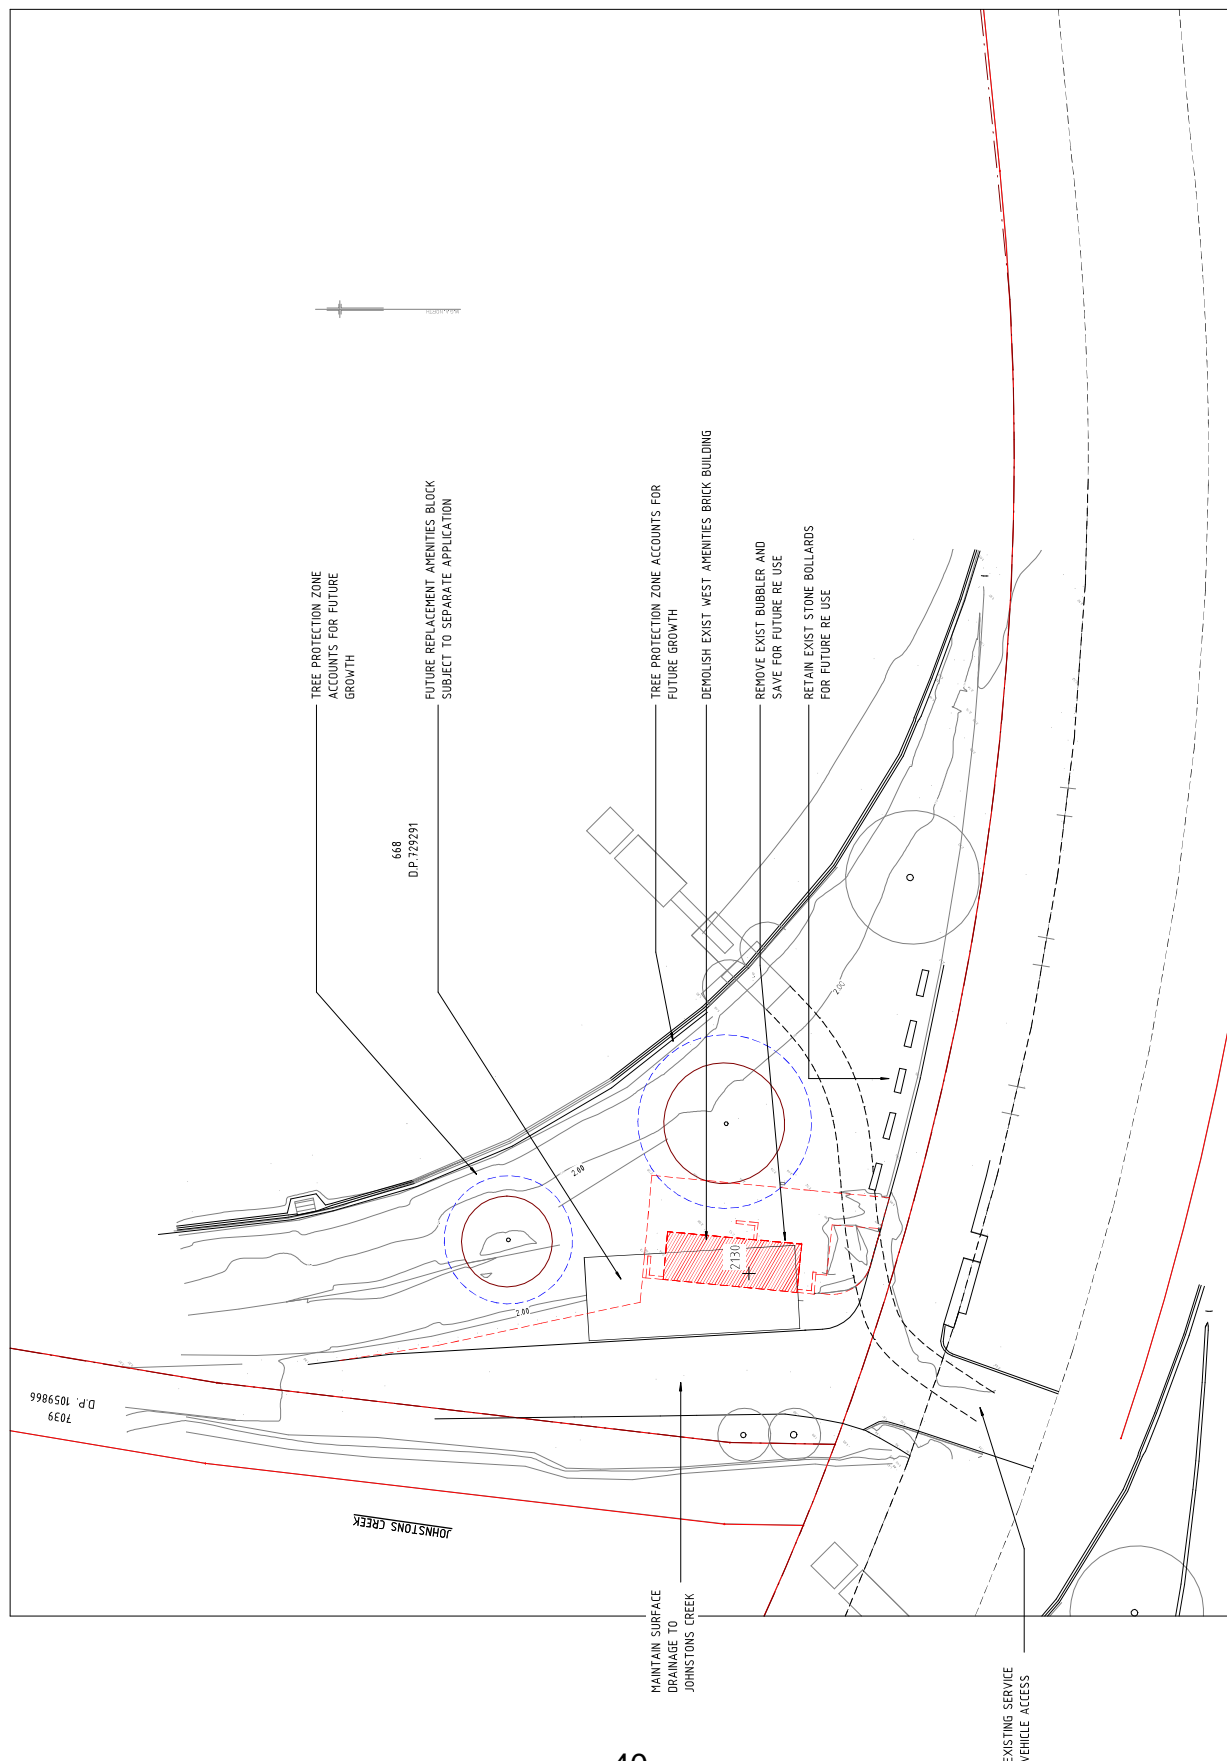 TREE PROTECTION ZONE
ACCOUNTS FOR FUTURE
GROWTH
FUTURE REPLACEMENT AMENITIES BLOCK
SUBJECT TO SEPARATE APPLICATION
668
D.P.729291
TREE PROTECTION ZONE ACCOUNTS FOR
FUTURE GROWTH
DEMOLISH EXIST WEST AMENITIES BRICK BUILDING
REMOVE EXIST BUBBLER AND
SAVE FOR FUTURE RE USE
RETAIN EXIST STONE BOLLARDS
FOR FUTURE RE USE
2.00
2.00
2.00
2130
7039
D.P. 1059866
JOHNSTONS CREEK
MAINTAIN SURFACE
DRAINAGE TO
JOHNSTONS CREEK
EXISTING SERVICE
VEHICLE ACCESS